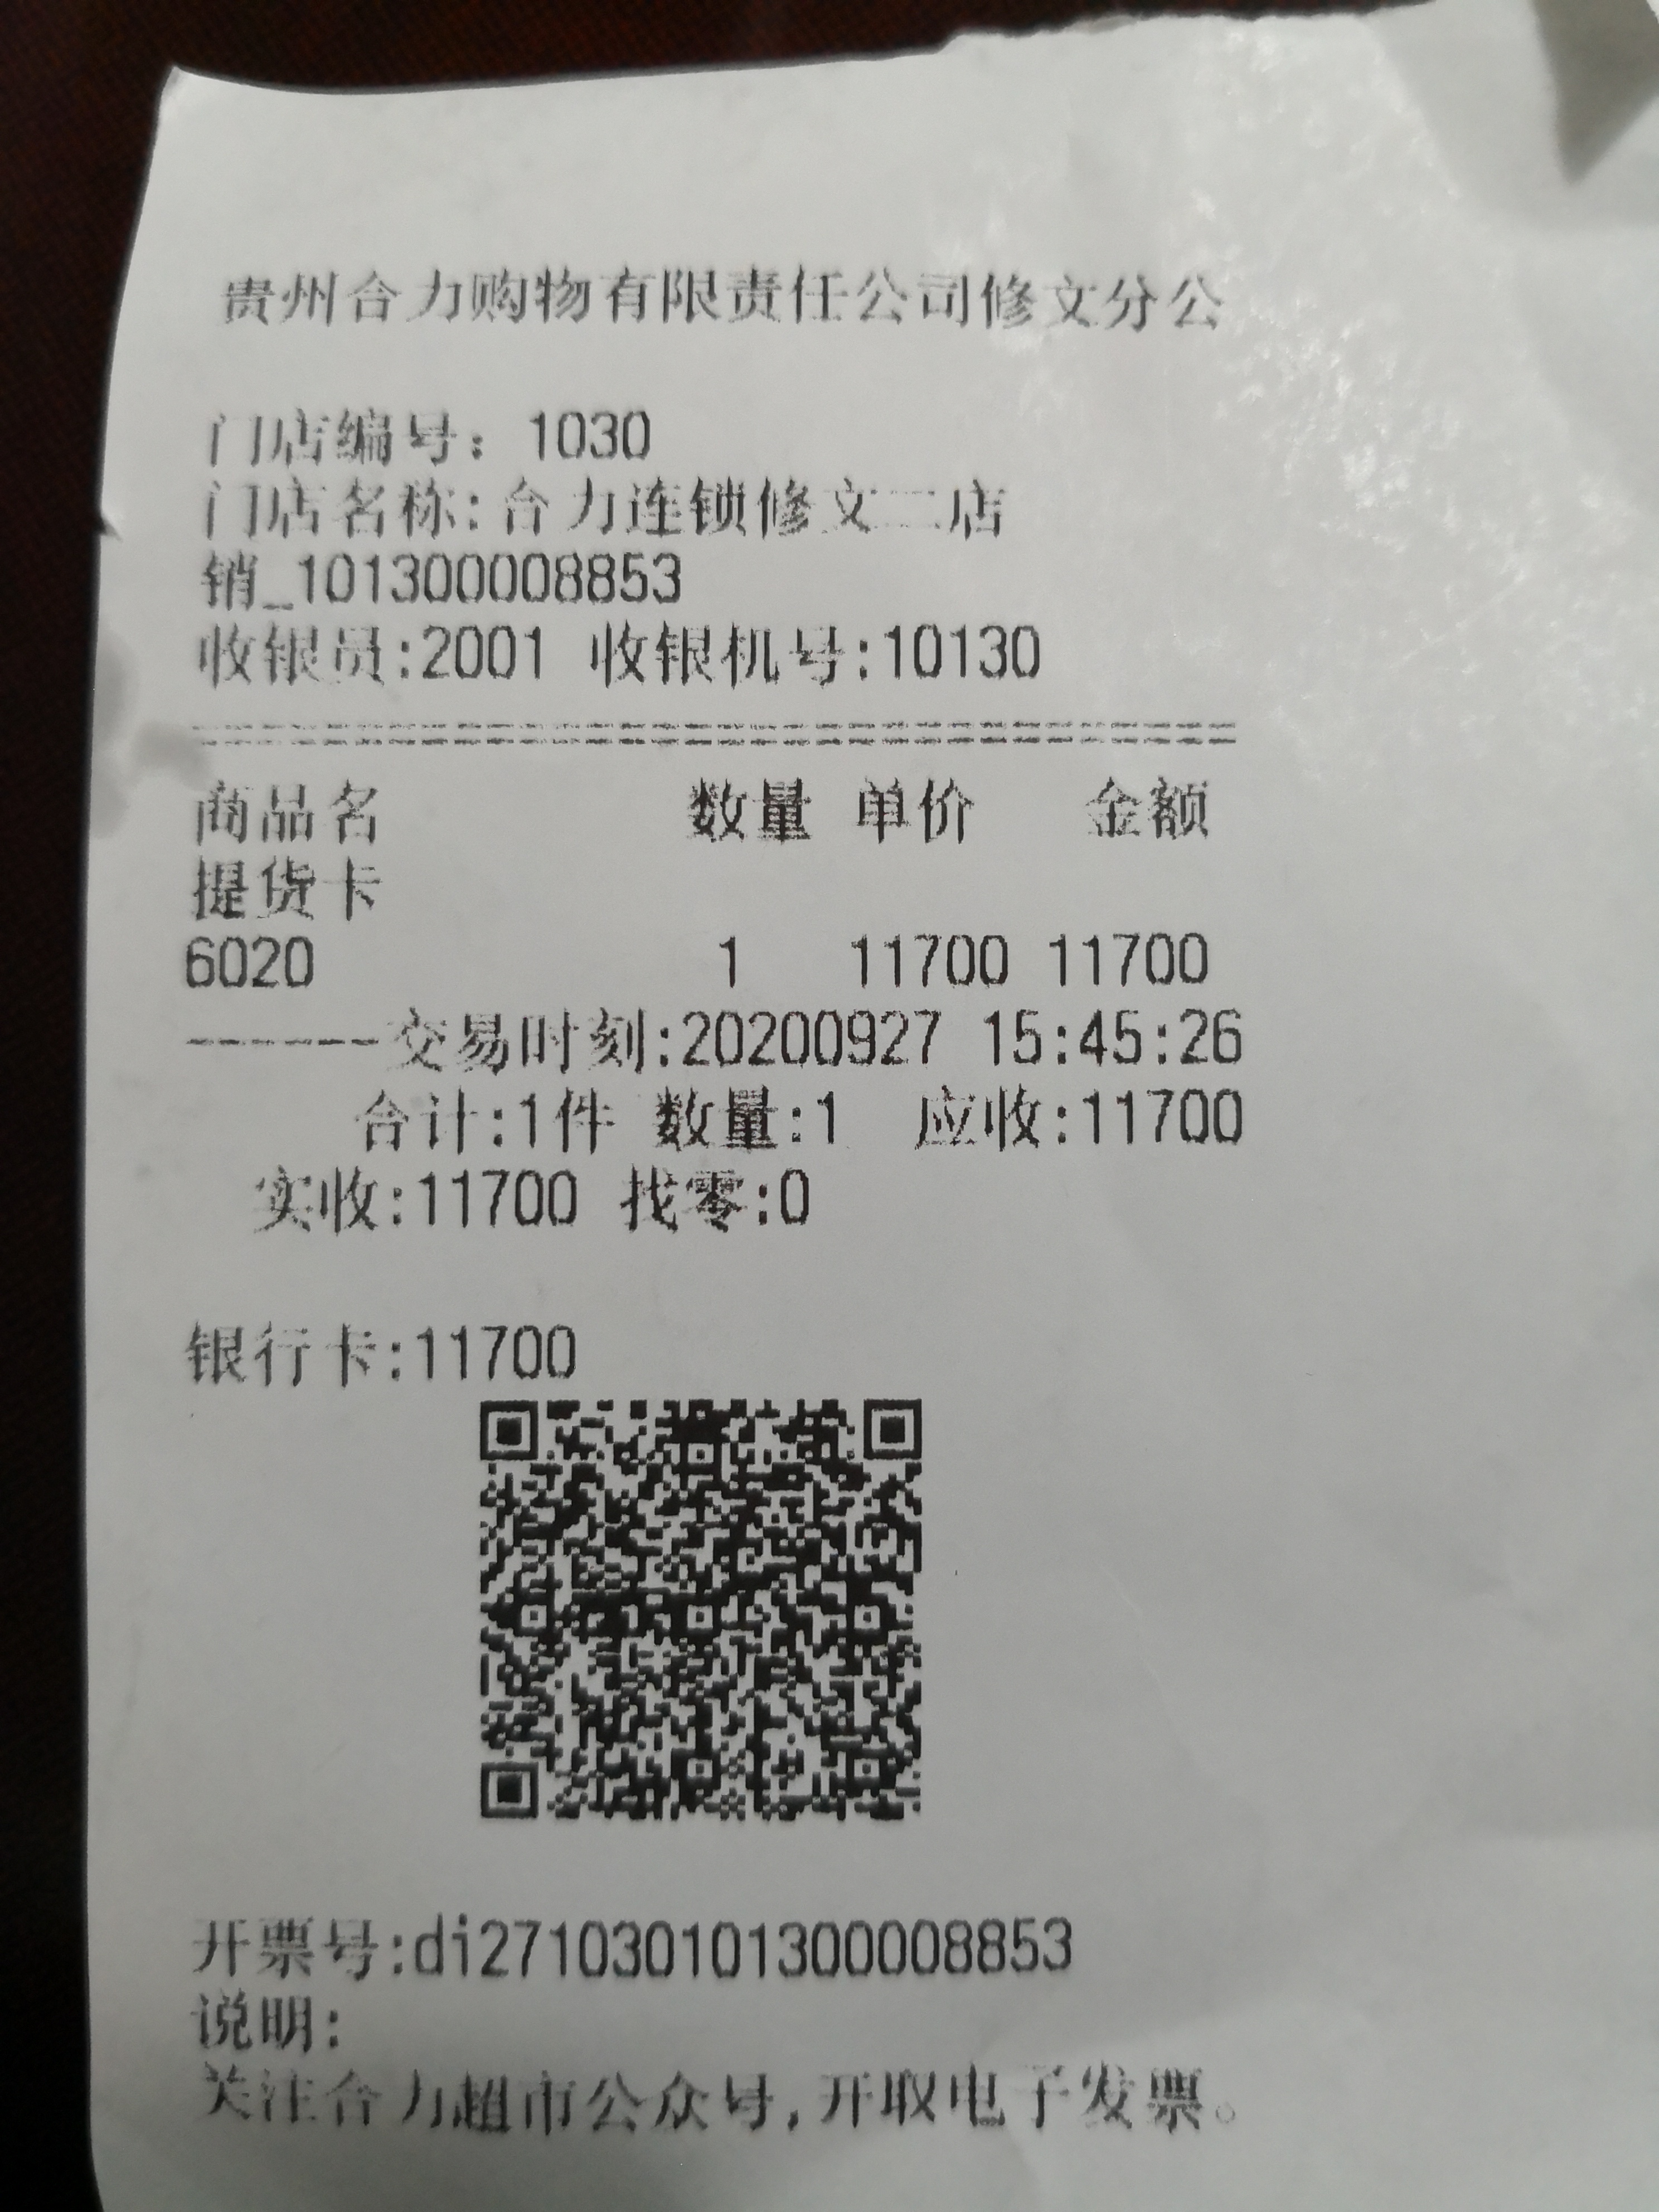 贵州合力购物有限责任公司修文分公
门店编号：1030
门店名称:合力连锁修文二店
销_101300008853
收银员:2001 收银机号:10130
================================
商品名 数量 单价 金额
提货卡
6020 1 11700 11700
------交易时刻:20200927 15:45:26
合计:1件 数量:1 应收:11700
实收:11700 找零:0
银行卡:11700
开票号:di271030101300008853
说明:
关注合力超市公众号,开取电子发票。